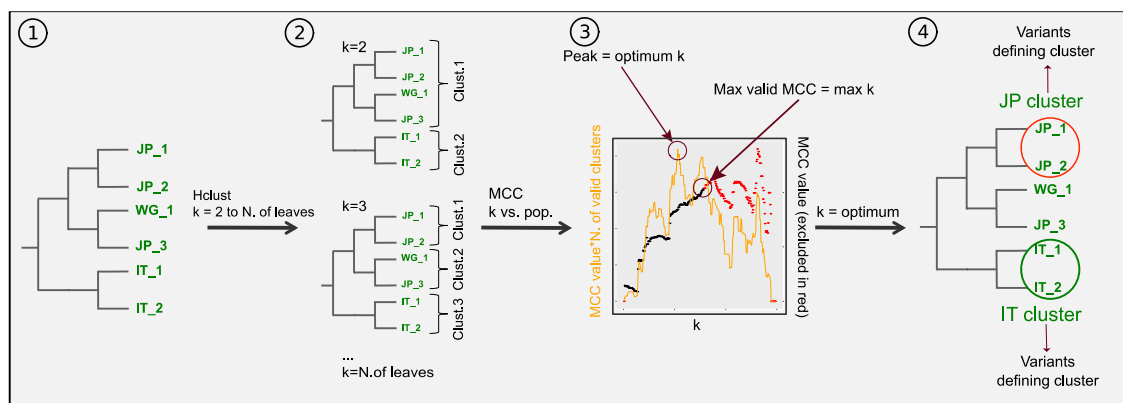 1
JP_1
JP_2
WG_1
JP_3
IT_1
IT_2
Hclust
k = 2 to N. of leaves
2
k=2
JP_1
JP_2
WG_1
JP_3
IT_1
IT_2
Clust.1
Clust.2
k=3
JP_1
JP_2
WG_1
JP_3
IT_1
IT_2
Clust.1
Clust.2
Clust.3
...
k=N.of leaves
MCC
k vs. pop.
3
Peak = optimum k
Max valid MCC = max k
MCC value*N. of valid clusters
MCC value (excluded
in red)
k
k = optimum
4
Variants
defining cluster
JP cluster
JP_1
JP_2
WG_1
JP_3
IT_1
IT_2
IT cluster
Variants
defining cluster